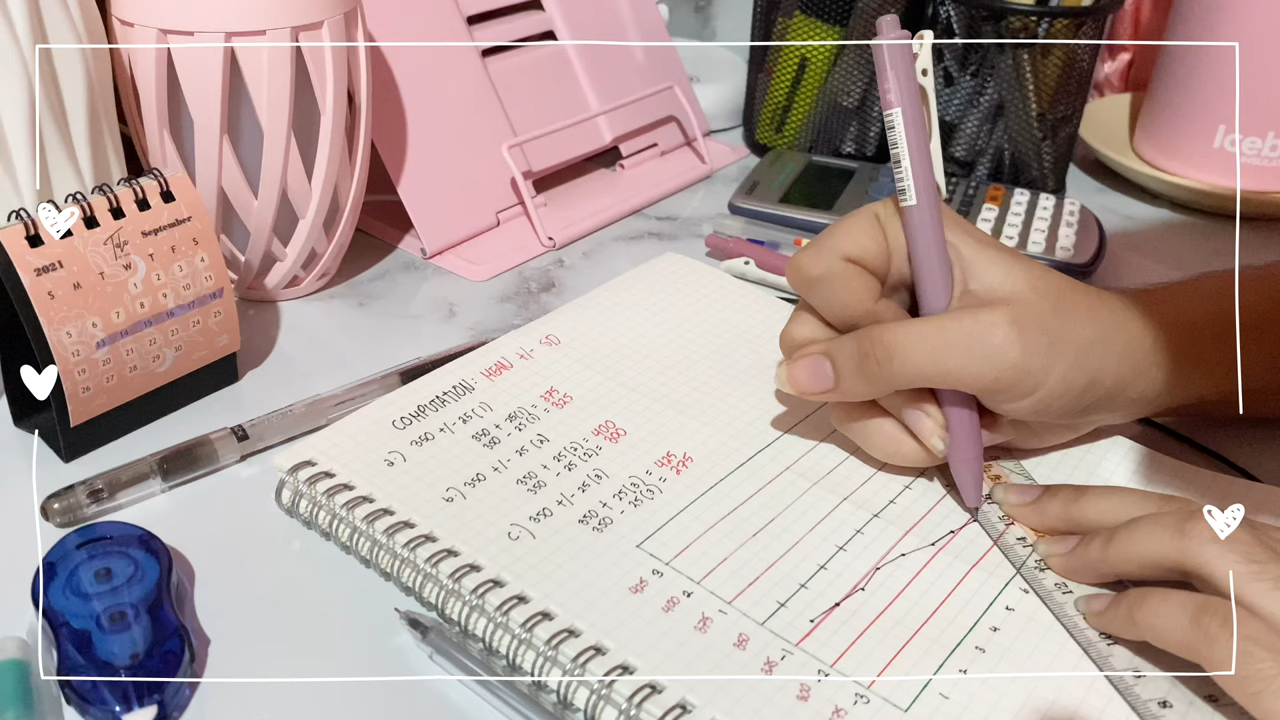 2021
September
S M T W T F S
1 2 3 4
5 6 7 8 9 10 11
12 13 14 15 16 17 18
19 20 21 22 23 24 25
26 27 28 29 30
COMPUTATION: MEAN +/- SD
a.) 350 +/- 25(1)
350 + 25(1) = 375
350 - 25(1) = 325
b.) 350 +/- 25(2)
350 + 25(2) = 400
350 - 25(2) = 300
c.) 350 +/- 25(3)
350 + 25(3) = 425
350 - 25(3) = 275
425 3
400 2
375 1
350
325 -1
300 -2
275 -3
1 2 3 4 5 6
Iceb